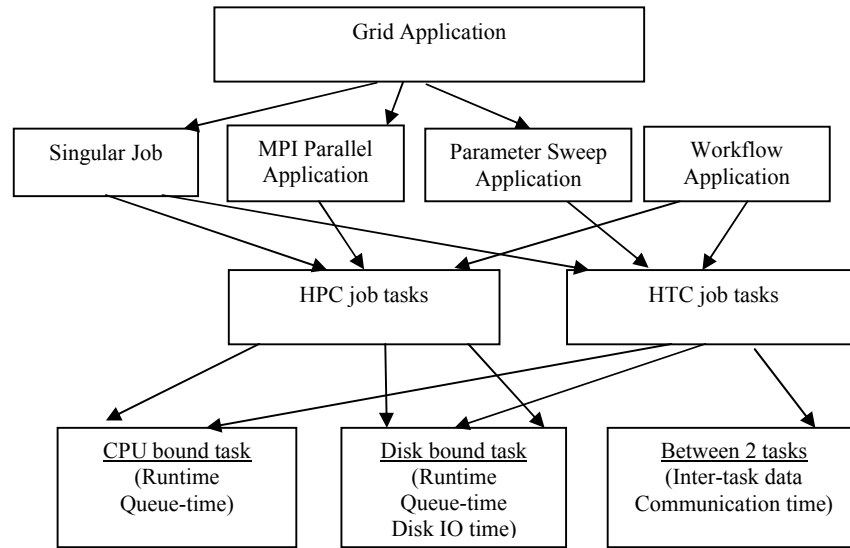 Grid Application
Singular Job
MPI Parallel
Application
Parameter Sweep
Application
Workflow
Application
HPC job tasks
HTC job tasks
CPU bound task
(Runtime
Queue-time)
Disk bound task
(Runtime
Queue-time
Disk IO time)
Between 2 tasks
(Inter-task data
Communication time)